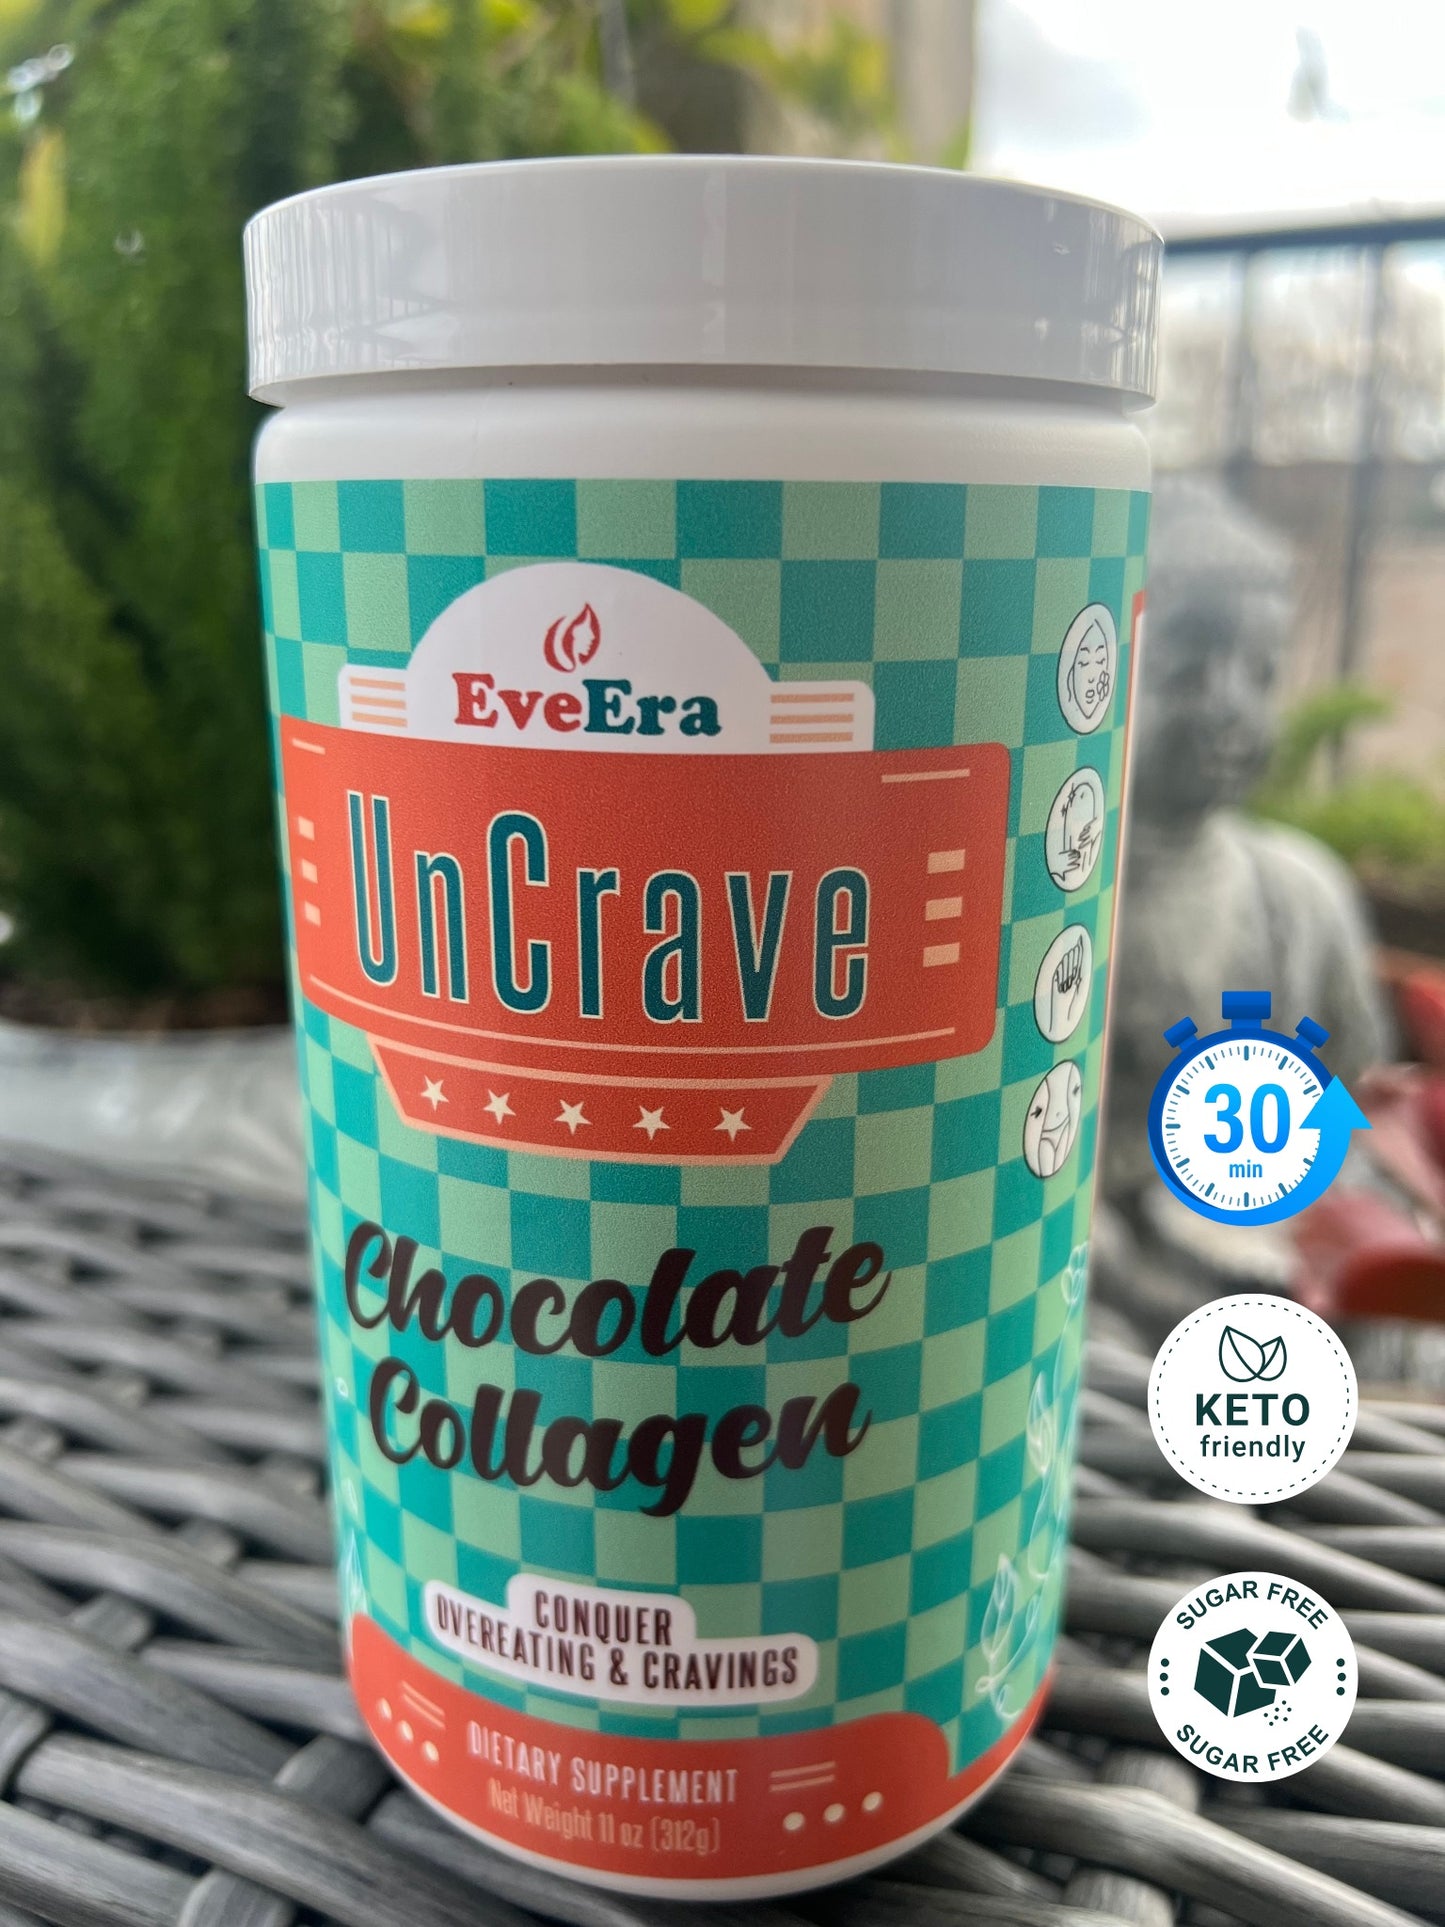 EveEra
UnCrave
Chocolate
Collagen
CONQUER
OVEREATING & CRAVINGS
DIETARY SUPPLEMENT
Net Weight 11 oz (312g)
30
min
KETO
friendly
SUGAR FREE
SUGAR FREE